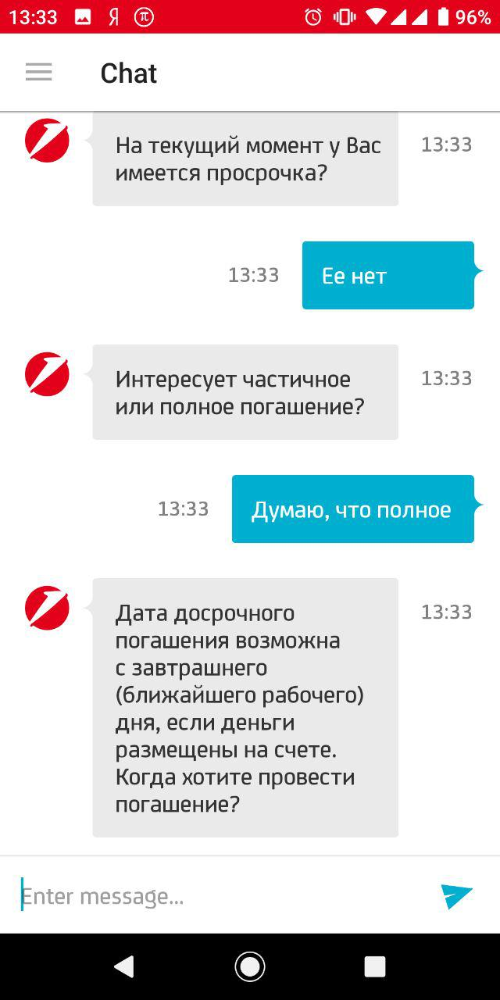 13:33
Я
π
96%
Chat
На текущий момент у Вас
имеется просрочка?
13:33
13:33
Ее нет
Интересует частичное
или полное погашение?
13:33
13:33
Думаю, что полное
Дата досрочного
погашения возможна
с завтрашнего
(ближайшего рабочего)
дня, если деньги
размещены на счете.
Когда хотите провести
погашение?
13:33
Enter message...